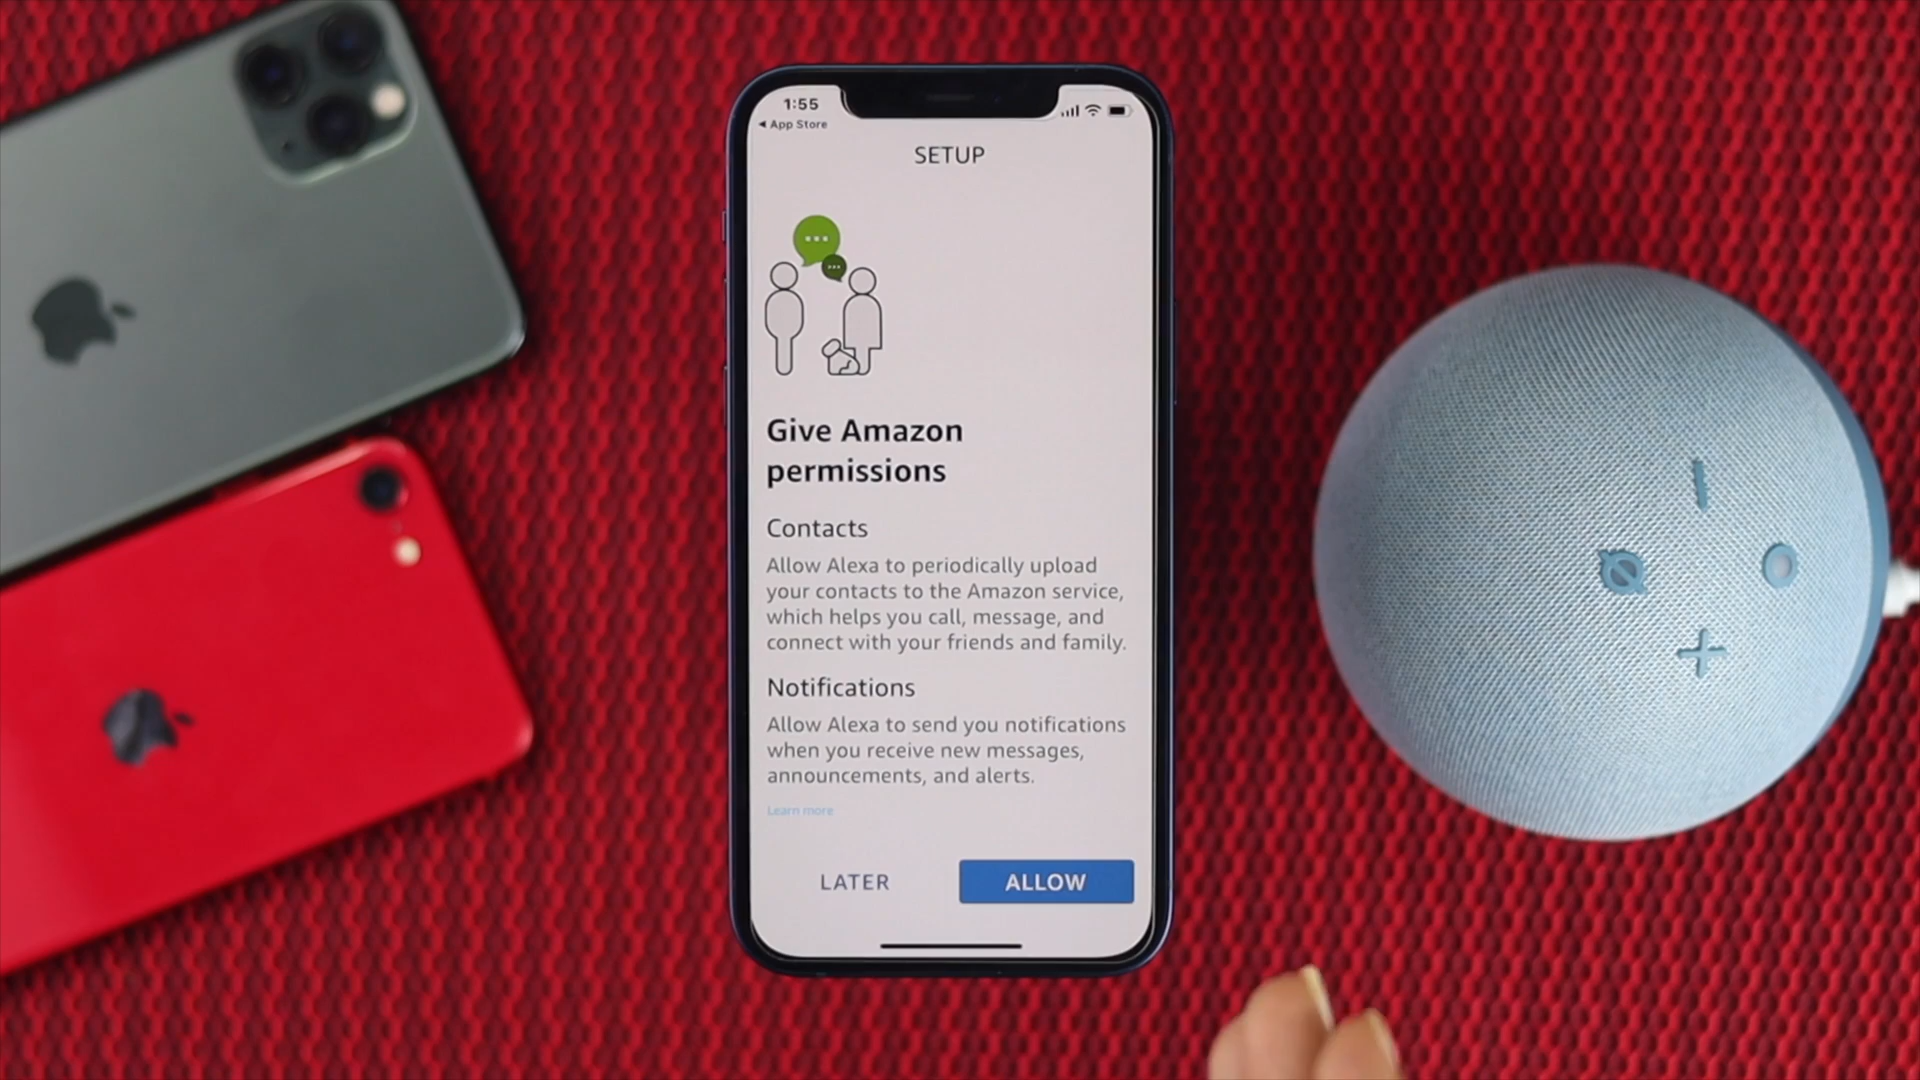 1:55
◀ App Store
SETUP
Give Amazon
permissions
Contacts
Allow Alexa to periodically upload
your contacts to the Amazon service,
which helps you call, message, and
connect with your friends and family.
Notifications
Allow Alexa to send you notifications
when you receive new messages,
announcements, and alerts.
Learn more
LATER
ALLOW